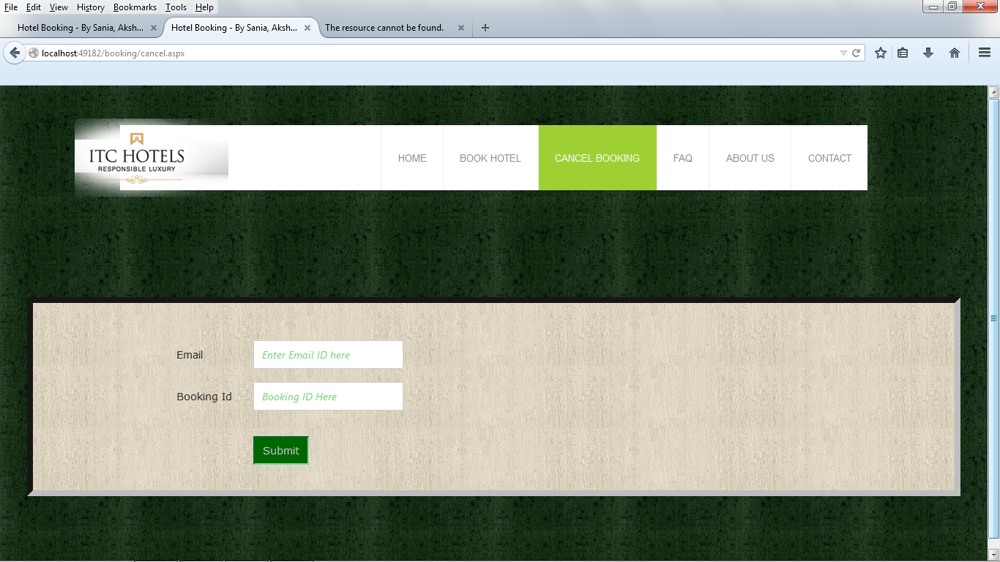 File Edit View History Bookmarks Tools Help
Hotel Booking - By Sania, Aksh... Hotel Booking - By Sania, Aksh... The resource cannot be found.
localhost:49182/booking/cancel.aspx
ITC HOTELS
RESPONSIBLE LUXURY
HOME BOOK HOTEL CANCEL BOOKING FAQ ABOUT US CONTACT
Email Enter Email ID here
Booking Id Booking ID Here
Submit